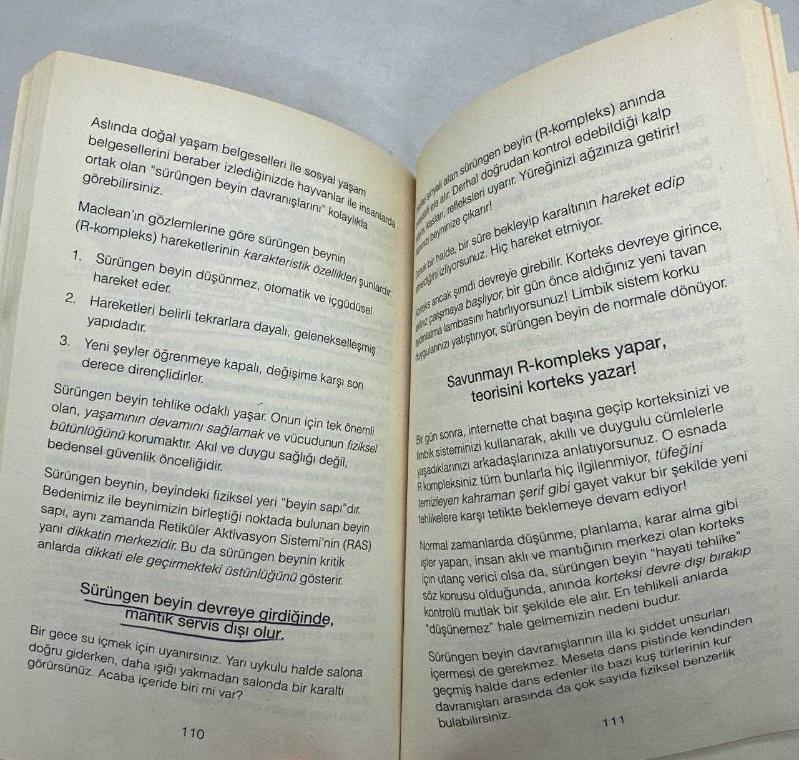 Aslında doğal yaşam belgeselleri ile sosyal yaşam
belgesellerini beraber izlediğinizde hayvanlar ile insanlarda
ortak olan "sürüngen beyin davranışlarını" kolaylıkla
görebilirsiniz.
Maclean'ın gözlemlerine göre sürüngen beynin
(R-kompleks) hareketlerinin karakteristik özellikleri şunlardır
1. Sürüngen beyin düşünmez, otomatik ve içgüdüsel
hareket eder.
2. Hareketleri belirli tekrarlara dayalı, gelenekselleşmiş
yapıdadır.
3. Yeni şeyler öğrenmeye kapalı, değişime karşı son
derece dirençlidirler.
Sürüngen beyin tehlike odaklı yaşar. Onun için tek önemli
olan, yaşamının devamını sağlamak ve vücudunun fiziksel
bütünlüğünü korumaktır. Akıl ve duygu sağlığı değil,
bedensel güvenlik önceliğidir.
Sürüngen beynin, beyindeki fiziksel yeri "beyin sapı"dır.
Bedenimiz ile beynimizin birleştiği noktada bulunan beyin
sapı, aynı zamanda Retiküler Aktivasyon Sistemi'nin (RAS)
yani dikkatin merkezidir. Bu da sürüngen beynin kritik
anlarda dikkati ele geçirmekteki üstünlüğünü gösterir.
Sürüngen beyin devreye girdiğinde,
mantık servis dışı olur.
Bir gece su içmek için uyanırsınız. Yarı uykulu halde salona
doğru giderken, daha ışığı yakmadan salonda bir karaltı
görürsünüz. Acaba içeride biri mi var?
110
sinyali alan sürüngen beyin (R-kompleks) anında
ele alır. Derhal doğrudan kontrol edebildiği kalp
kasları, refleksleri uyarır. Yüreğinizi ağzınıza getirir!
beyninize çıkarır!
bir halde, bir süre bekleyip karaltının hareket edip
izliyorsunuz. Hiç hareket etmiyor.
Korteks ancak şimdi devreye girebilir. Korteks devreye girince,
çalışmaya başlıyor, bir gün önce aldığınız yeni tavan
aydınlatma lambasını hatırlıyorsunuz! Limbik sistem korku
duygularınızı yatıştırıyor, sürüngen beyin de normale dönüyor.
Savunmayı R-kompleks yapar,
teorisini korteks yazar!
Bir gün sonra, internette chat başına geçip korteksinizi ve
limbik sisteminizi kullanarak, akıllı ve duygulu cümlelerle
yaşadıklarınızı arkadaşlarınıza anlatıyorsunuz. O esnada
R kompleksiniz tüm bunlarla hiç ilgilenmiyor, tüfeğini
temizleyen kahraman şerif gibi gayet vakur bir şekilde yeni
tehlikelere karşı tetikte beklemeye devam ediyor!
Normal zamanlarda düşünme, planlama, karar alma gibi
işler yapan, insan aklı ve mantığının merkezi olan korteks
için utanç verici olsa da, sürüngen beyin "hayati tehlike"
söz konusu olduğunda, anında korteksi devre dışı bırakıp
kontrolü mutlak bir şekilde ele alır. En tehlikeli anlarda
"düşünemez" hale gelmemizin nedeni budur.
Sürüngen beyin davranışlarının illa ki şiddet unsurları
içermesi de gerekmez. Mesela dans pistinde kendinden
geçmiş halde dans edenler ile bazı kuş türlerinin kur
davranışları arasında da çok sayıda fiziksel benzerlik
bulabilirsiniz.
111